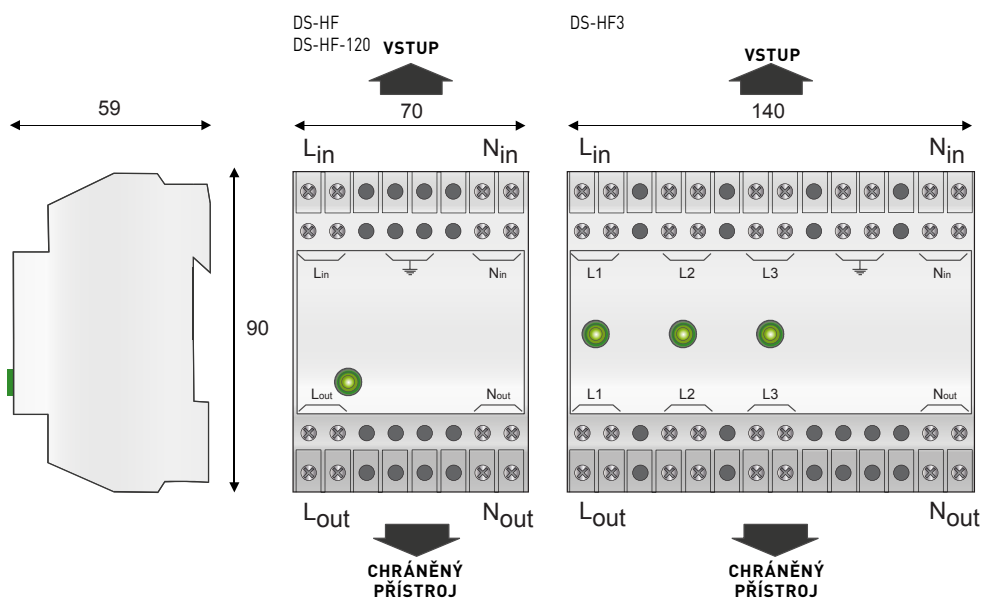 DS-HF
DS-HF-120
VSTUP
DS-HF3
VSTUP
59
70
140
Lin
Nin
Lin
Nin
Lin
Nin
L1
L2
L3
Nin
90
Lout
Nout
L1
L2
L3
Nout
Lout
Nout
Lout
Nout
CHRÁNĚNÝ
PŘÍSTROJ
CHRÁNĚNÝ
PŘÍSTROJ